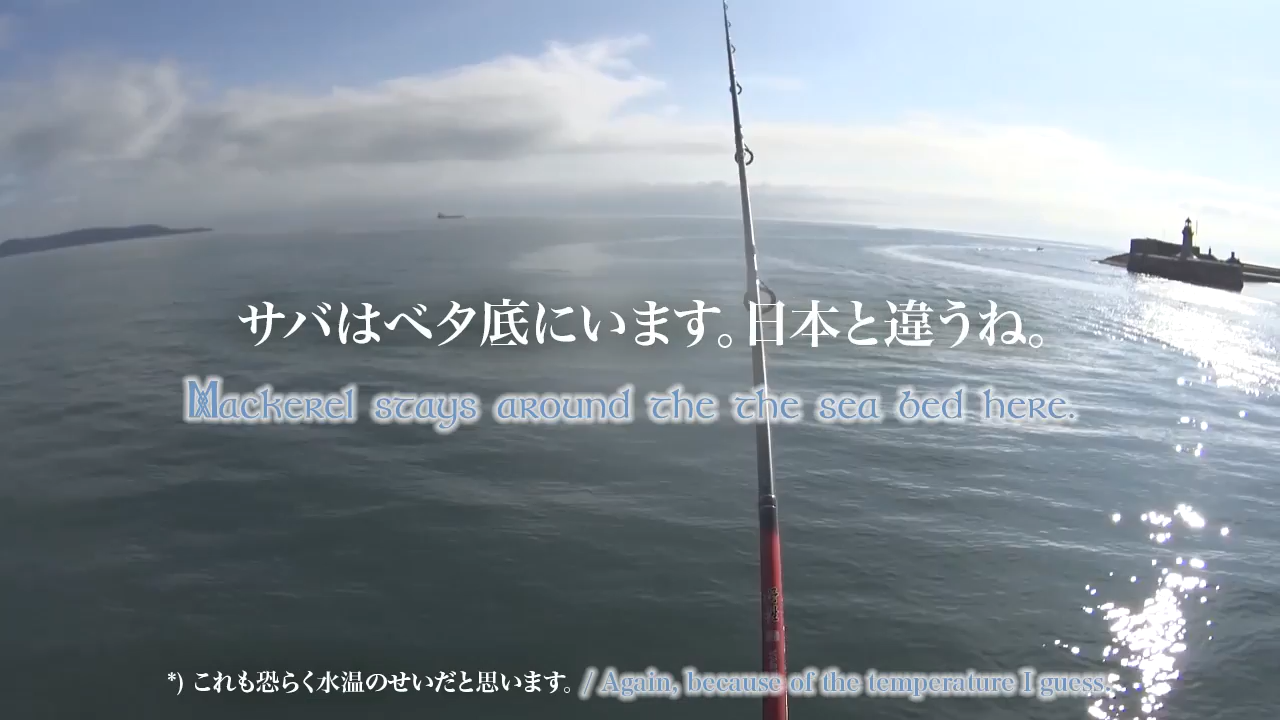 サバはベタ底にいます。日本と違うね。
Mackerel stays around the the sea bed here.
*) これも恐らく水温のせいだと思います。 / Again, because of the temperature I guess.